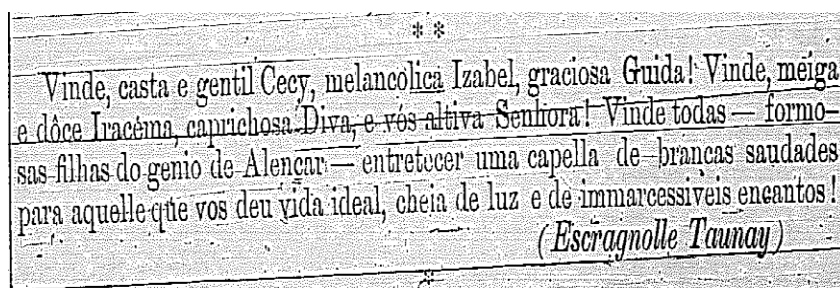 * *
Vinde, casta e gentil Cecy, melancolica Izabel, graciosa Guida! Vinde, meiga
e dôce Iracéma, caprichosa Diva, e vós altiva Senhora! Vinde todas — formo-
sas filhas do genio de Alencar — entretecer uma capella de brancas saudades
para aquelle que vos deu vida ideal, cheia de luz e de immarcessiveis encantos!
(Escragnolle Taunay)
*